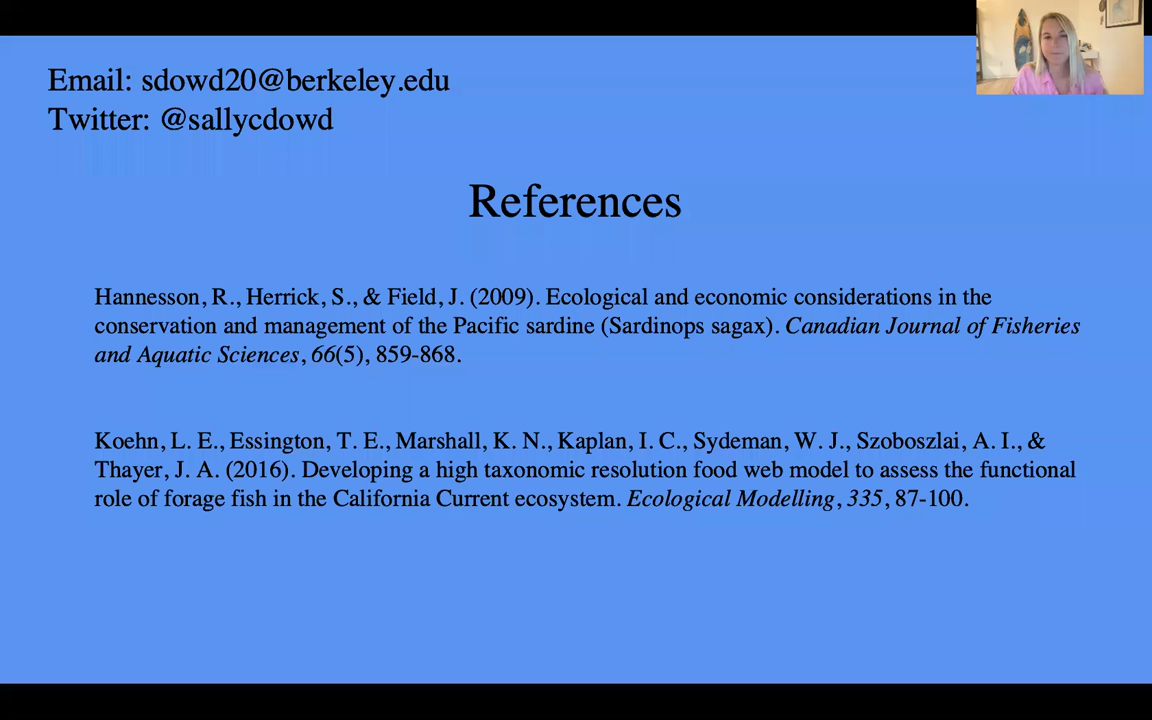 Email: sdowd20@berkeley.edu
Twitter: @sallycdowd
References
Hannesson, R., Herrick, S., & Field, J. (2009). Ecological and economic considerations in the
conservation and management of the Pacific sardine (Sardinops sagax). Canadian Journal of Fisheries
and Aquatic Sciences, 66(5), 859-868.
Koehn, L. E., Essington, T. E., Marshall, K. N., Kaplan, I. C., Sydeman, W. J., Szoboszlai, A. I., &
Thayer, J. A. (2016). Developing a high taxonomic resolution food web model to assess the functional
role of forage fish in the California Current ecosystem. Ecological Modelling, 335, 87-100.